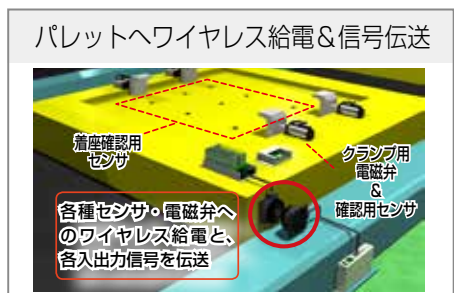 パレットへワイヤレス給電&信号伝送
着座確認用
センサ
クランプ用
電磁弁
&
確認用センサ
各種センサ・電磁弁へ
のワイヤレス給電と、
各入出力信号を伝送